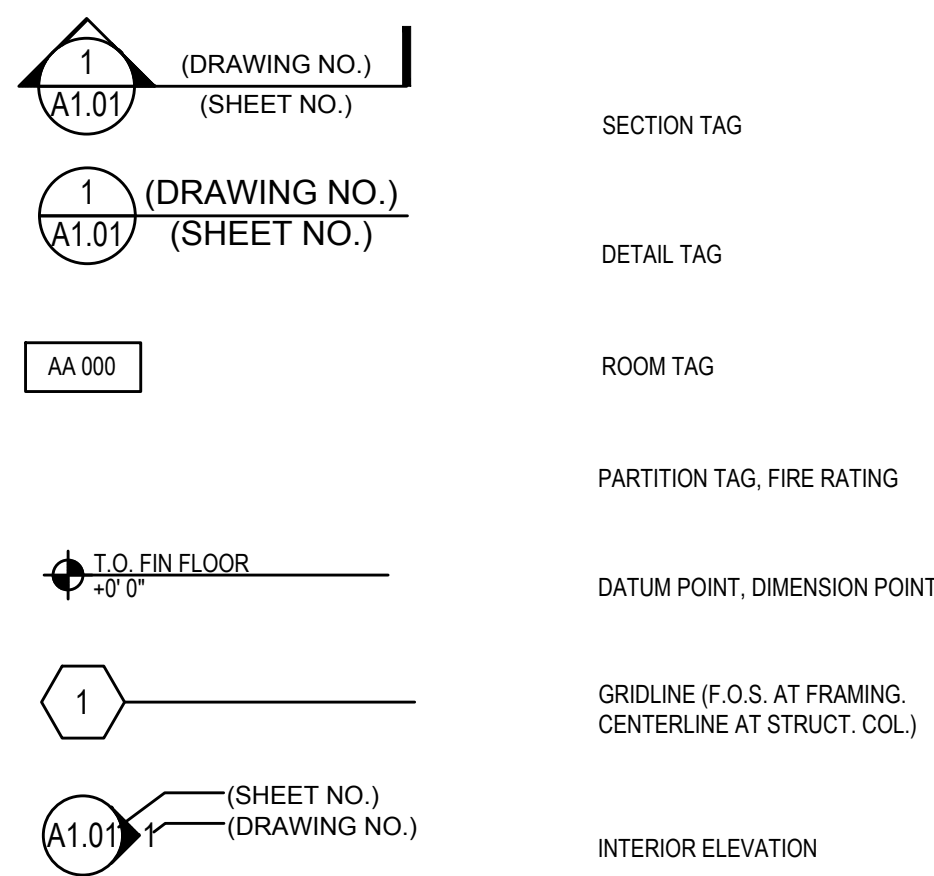 1 (DRAWING NO.)
A1.01 (SHEET NO.)
SECTION TAG
1 (DRAWING NO.)
A1.01 (SHEET NO.)
DETAIL TAG
AA 000
ROOM TAG
PARTITION TAG, FIRE RATING
T.O. FIN FLOOR
+0' 0"
DATUM POINT, DIMENSION POINT
1
GRIDLINE (F.O.S. AT FRAMING.
CENTERLINE AT STRUCT. COL.)
(SHEET NO.)
A1.01 1 (DRAWING NO.)
INTERIOR ELEVATION